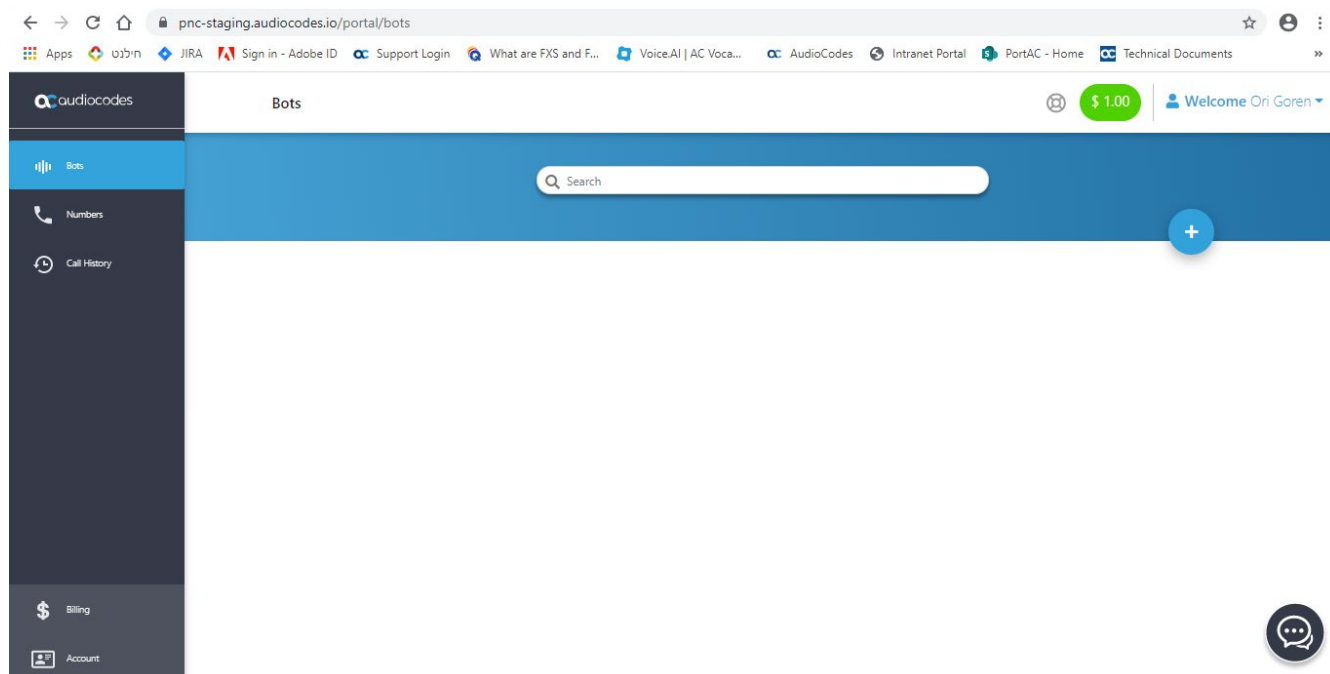 pnc-staging.audiocodes.io/portal/bots
Apps חילנט JIRA Sign in - Adobe ID Support Login What are FXS and F... Voice.AI | AC Voca... AudioCodes Intranet Portal PortAC - Home Technical Documents »
audiocodes Bots $ 1.00 Welcome Ori Goren
Bots
Search
Numbers
+
Call History
Billing
Account